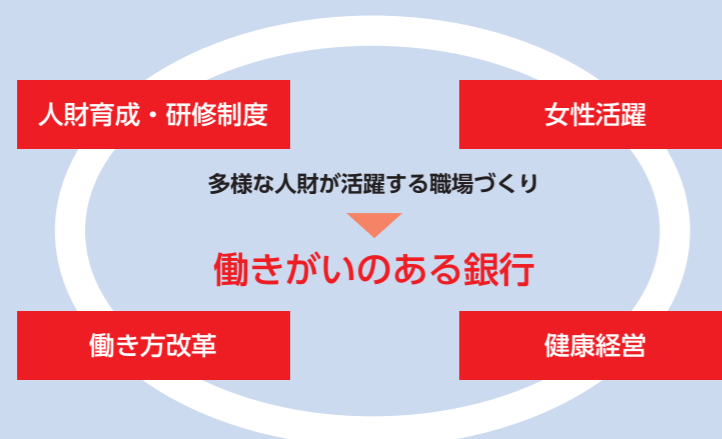 人財育成・研修制度
女性活躍
多様な人財が活躍する職場づくり
働きがいのある銀行
働き方改革
健康経営